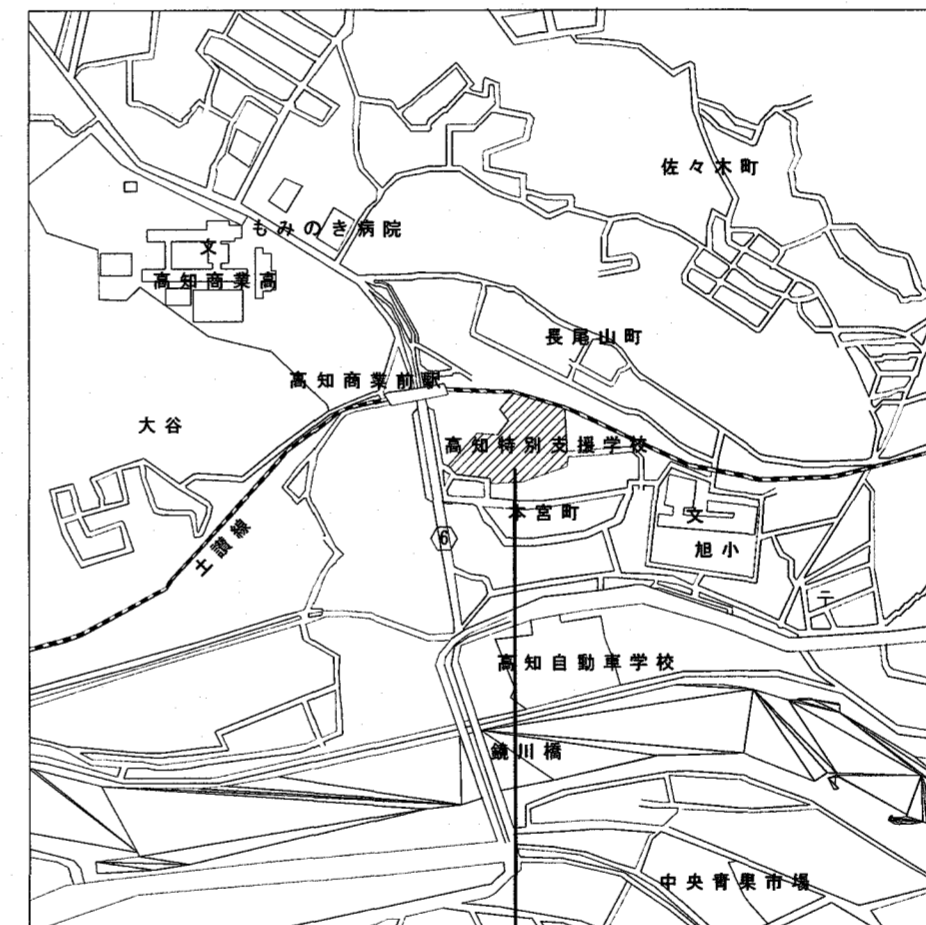 佐々木町
もみのき病院
文
高知商業高
長尾山町
高知商業前駅
大谷
高知特別支援学校
本宮町
文
6
土讃線
旭小
〒
高知自動車学校
鏡川橋
中央青果市場